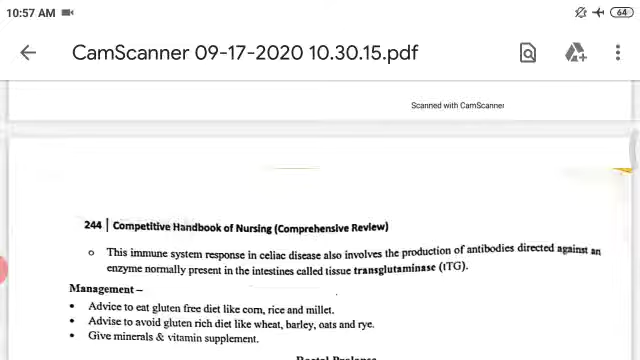 10:57 AM
64
CamScanner 09-17-2020 10.30.15.pdf
Scanned with CamScanner
244 | Competitive Handbook of Nursing (Comprehensive Review)
o This immune system response in celiac disease also involves the production of antibodies directed against an
enzyme normally present in the intestines called tissue transglutaminase (tTG).
Management –
• Advice to eat gluten free diet like corn, rice and millet.
• Advise to avoid gluten rich diet like wheat, barley, oats and rye.
• Give minerals & vitamin supplement.
Rectal Prolapse